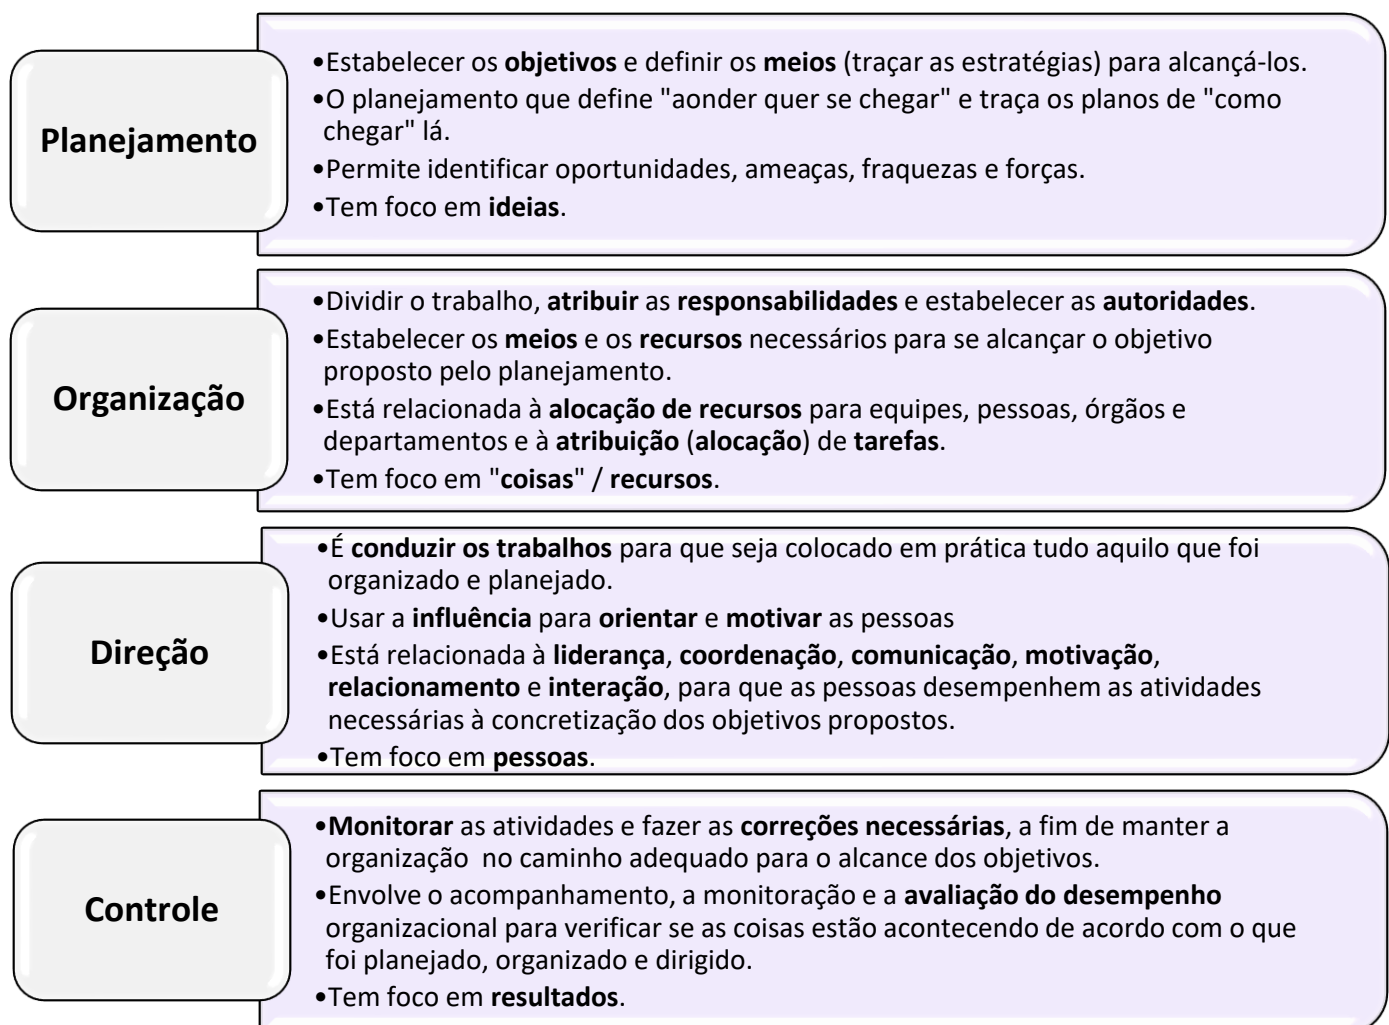 Planejamento
•Estabelecer os objetivos e definir os meios (traçar as estratégias) para alcançá-los.
•O planejamento que define "aonder quer se chegar" e traça os planos de "como
chegar" lá.
•Permite identificar oportunidades, ameaças, fraquezas e forças.
•Tem foco em ideias.
Organização
•Dividir o trabalho, atribuir as responsabilidades e estabelecer as autoridades.
•Estabelecer os meios e os recursos necessários para se alcançar o objetivo
proposto pelo planejamento.
•Está relacionada à alocação de recursos para equipes, pessoas, órgãos e
departamentos e à atribuição (alocação) de tarefas.
•Tem foco em "coisas" / recursos.
Direção
•É conduzir os trabalhos para que seja colocado em prática tudo aquilo que foi
organizado e planejado.
•Usar a influência para orientar e motivar as pessoas
•Está relacionada à liderança, coordenação, comunicação, motivação,
relacionamento e interação, para que as pessoas desempenhem as atividades
necessárias à concretização dos objetivos propostos.
•Tem foco em pessoas.
Controle
•Monitorar as atividades e fazer as correções necessárias, a fim de manter a
organização  no caminho adequado para o alcance dos objetivos.
•Envolve o acompanhamento, a monitoração e a avaliação do desempenho
organizacional para verificar se as coisas estão acontecendo de acordo com o que
foi planejado, organizado e dirigido.
•Tem foco em resultados.